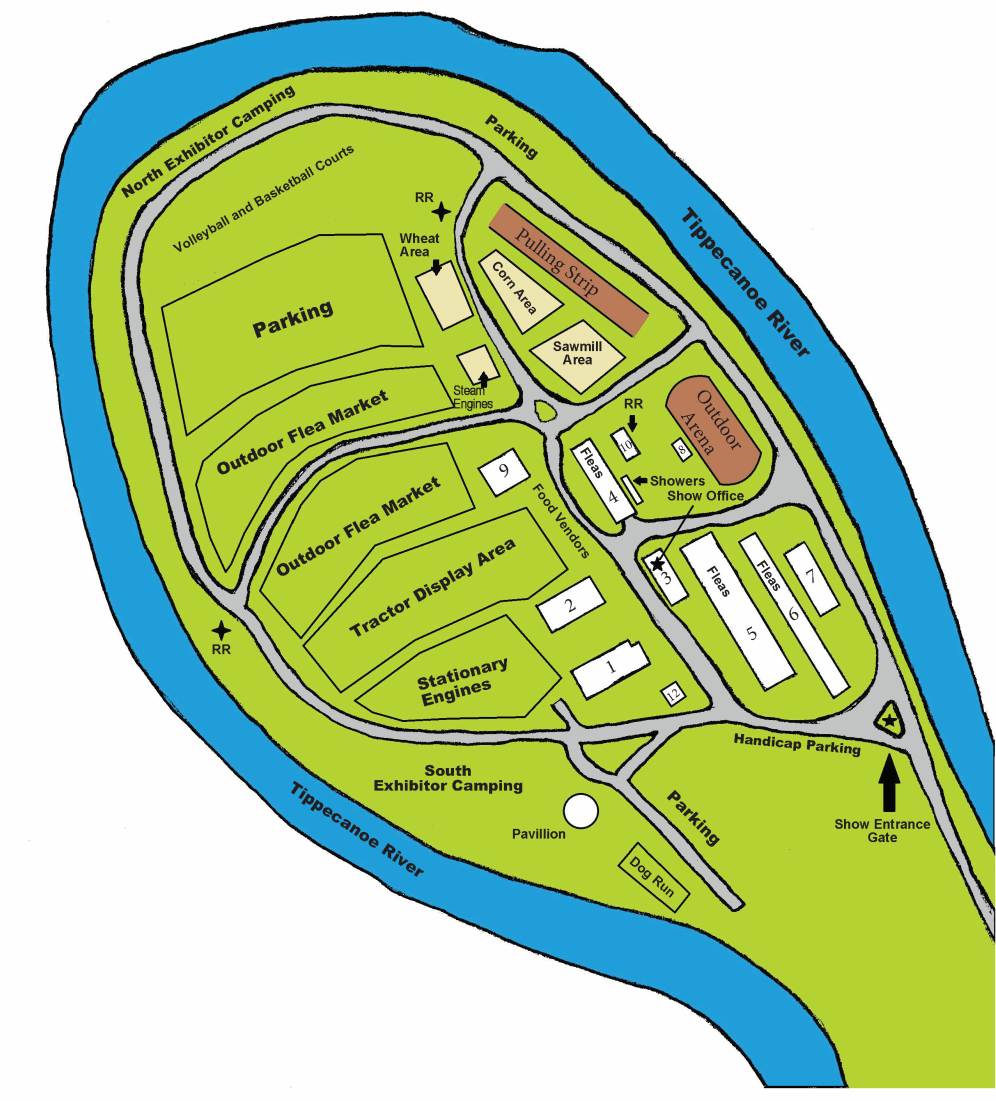 North Exhibitor Camping
Parking
Volleyball and Basketball Courts
RR
Wheat
Area
Pulling Strip
Tippecanoe River
Corn Area
Parking
Sawmill
Area
Steam
Engines
Outdoor Flea Market
RR
Outdoor
Arena
10
8
Fleas
4
9
Showers
Show Office
Food Vendors
Outdoor Flea Market
Tractor Display Area
3
Fleas
5
Fleas
6
7
2
RR
1
Stationary
Engines
12
Handicap Parking
South
Exhibitor Camping
Tippecanoe River
Pavillion
Parking
Show Entrance
Gate
Dog Run